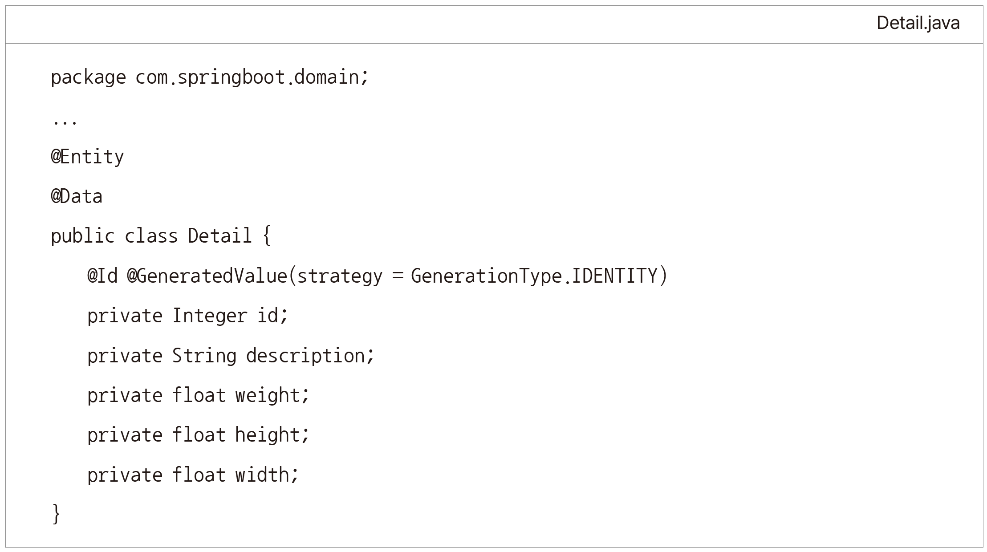 Detail.java
package com.springboot.domain;
...
@Entity
@Data
public class Detail {
@Id @GeneratedValue(strategy = GenerationType.IDENTITY)
private Integer id;
private String description;
private float weight;
private float height;
private float width;
}